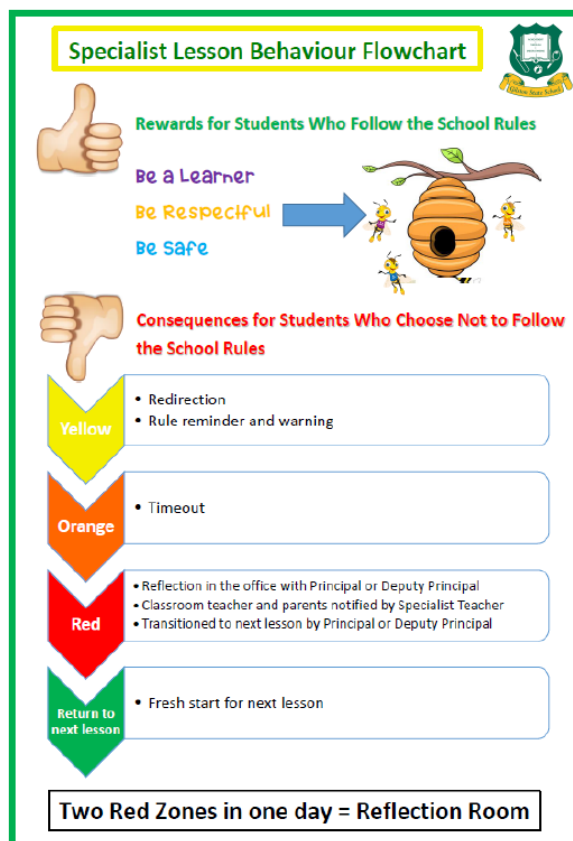 Specialist Lesson Behaviour Flowchart
Gilston State School
Rewards for Students Who Follow the School Rules
Be a Learner
Be Respectful
Be Safe
Consequences for Students Who Choose Not to Follow
the School Rules
Yellow
• Redirection
• Rule reminder and warning
Orange
• Timeout
Red
• Reflection in the office with Principal or Deputy Principal
• Classroom teacher and parents notified by Specialist Teacher
• Transitioned to next lesson by Principal or Deputy Principal
Return to
next lesson
• Fresh start for next lesson
Two Red Zones in one day = Reflection Room